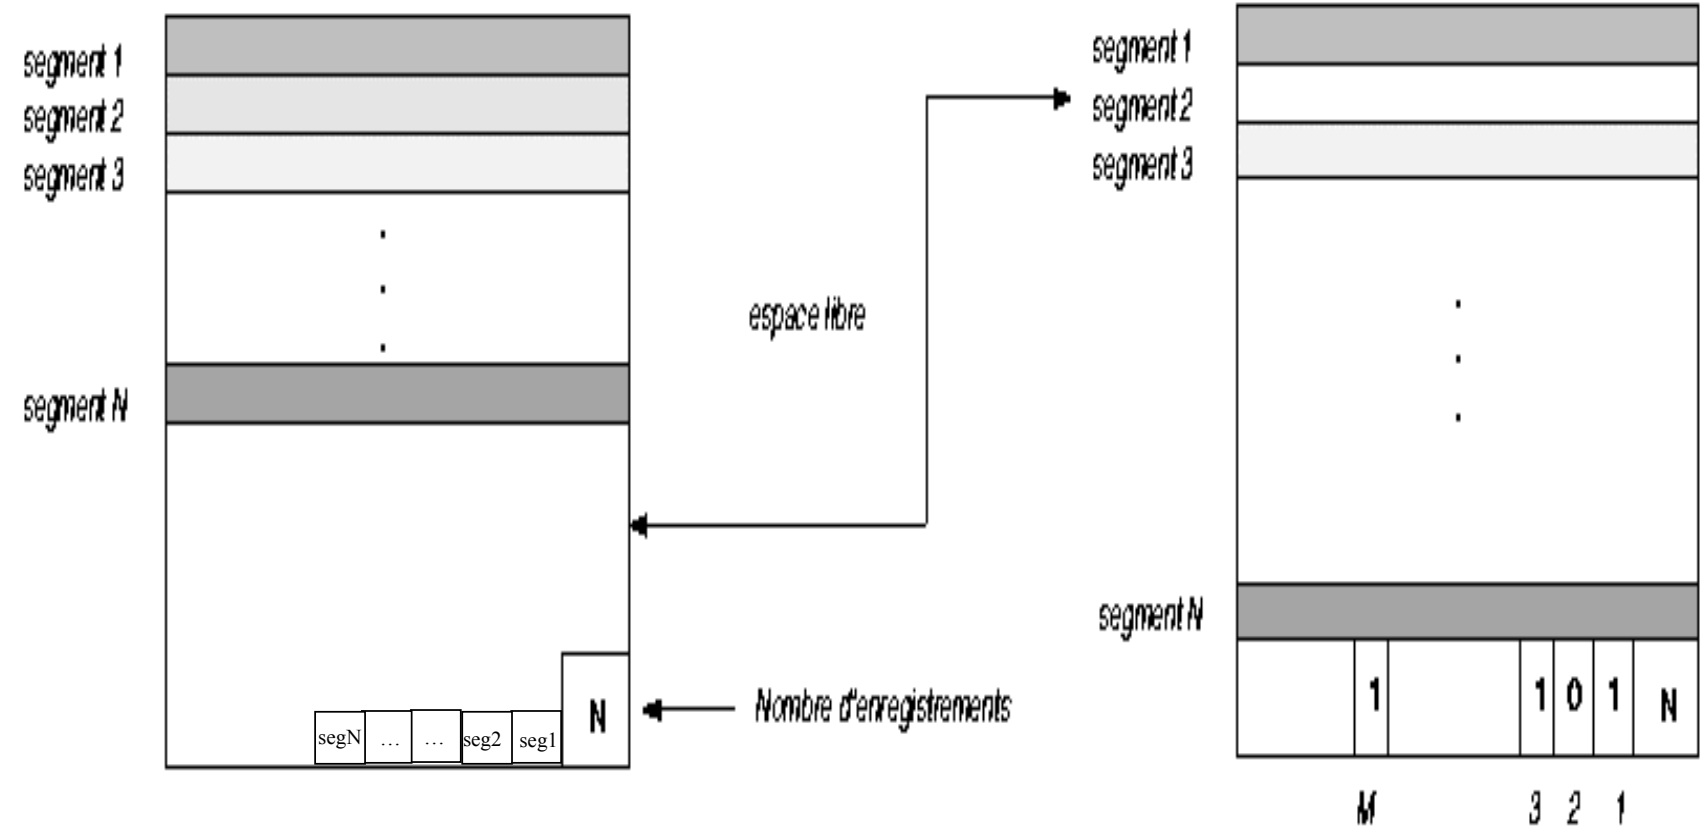 segment 1
segment 2
segment 3
segment N
segN … … seg2 seg1 N
espace libre
Nombre d'enregistrements
segment 1
segment 2
segment 3
segment N
1 1 0 1 N
M 3 2 1